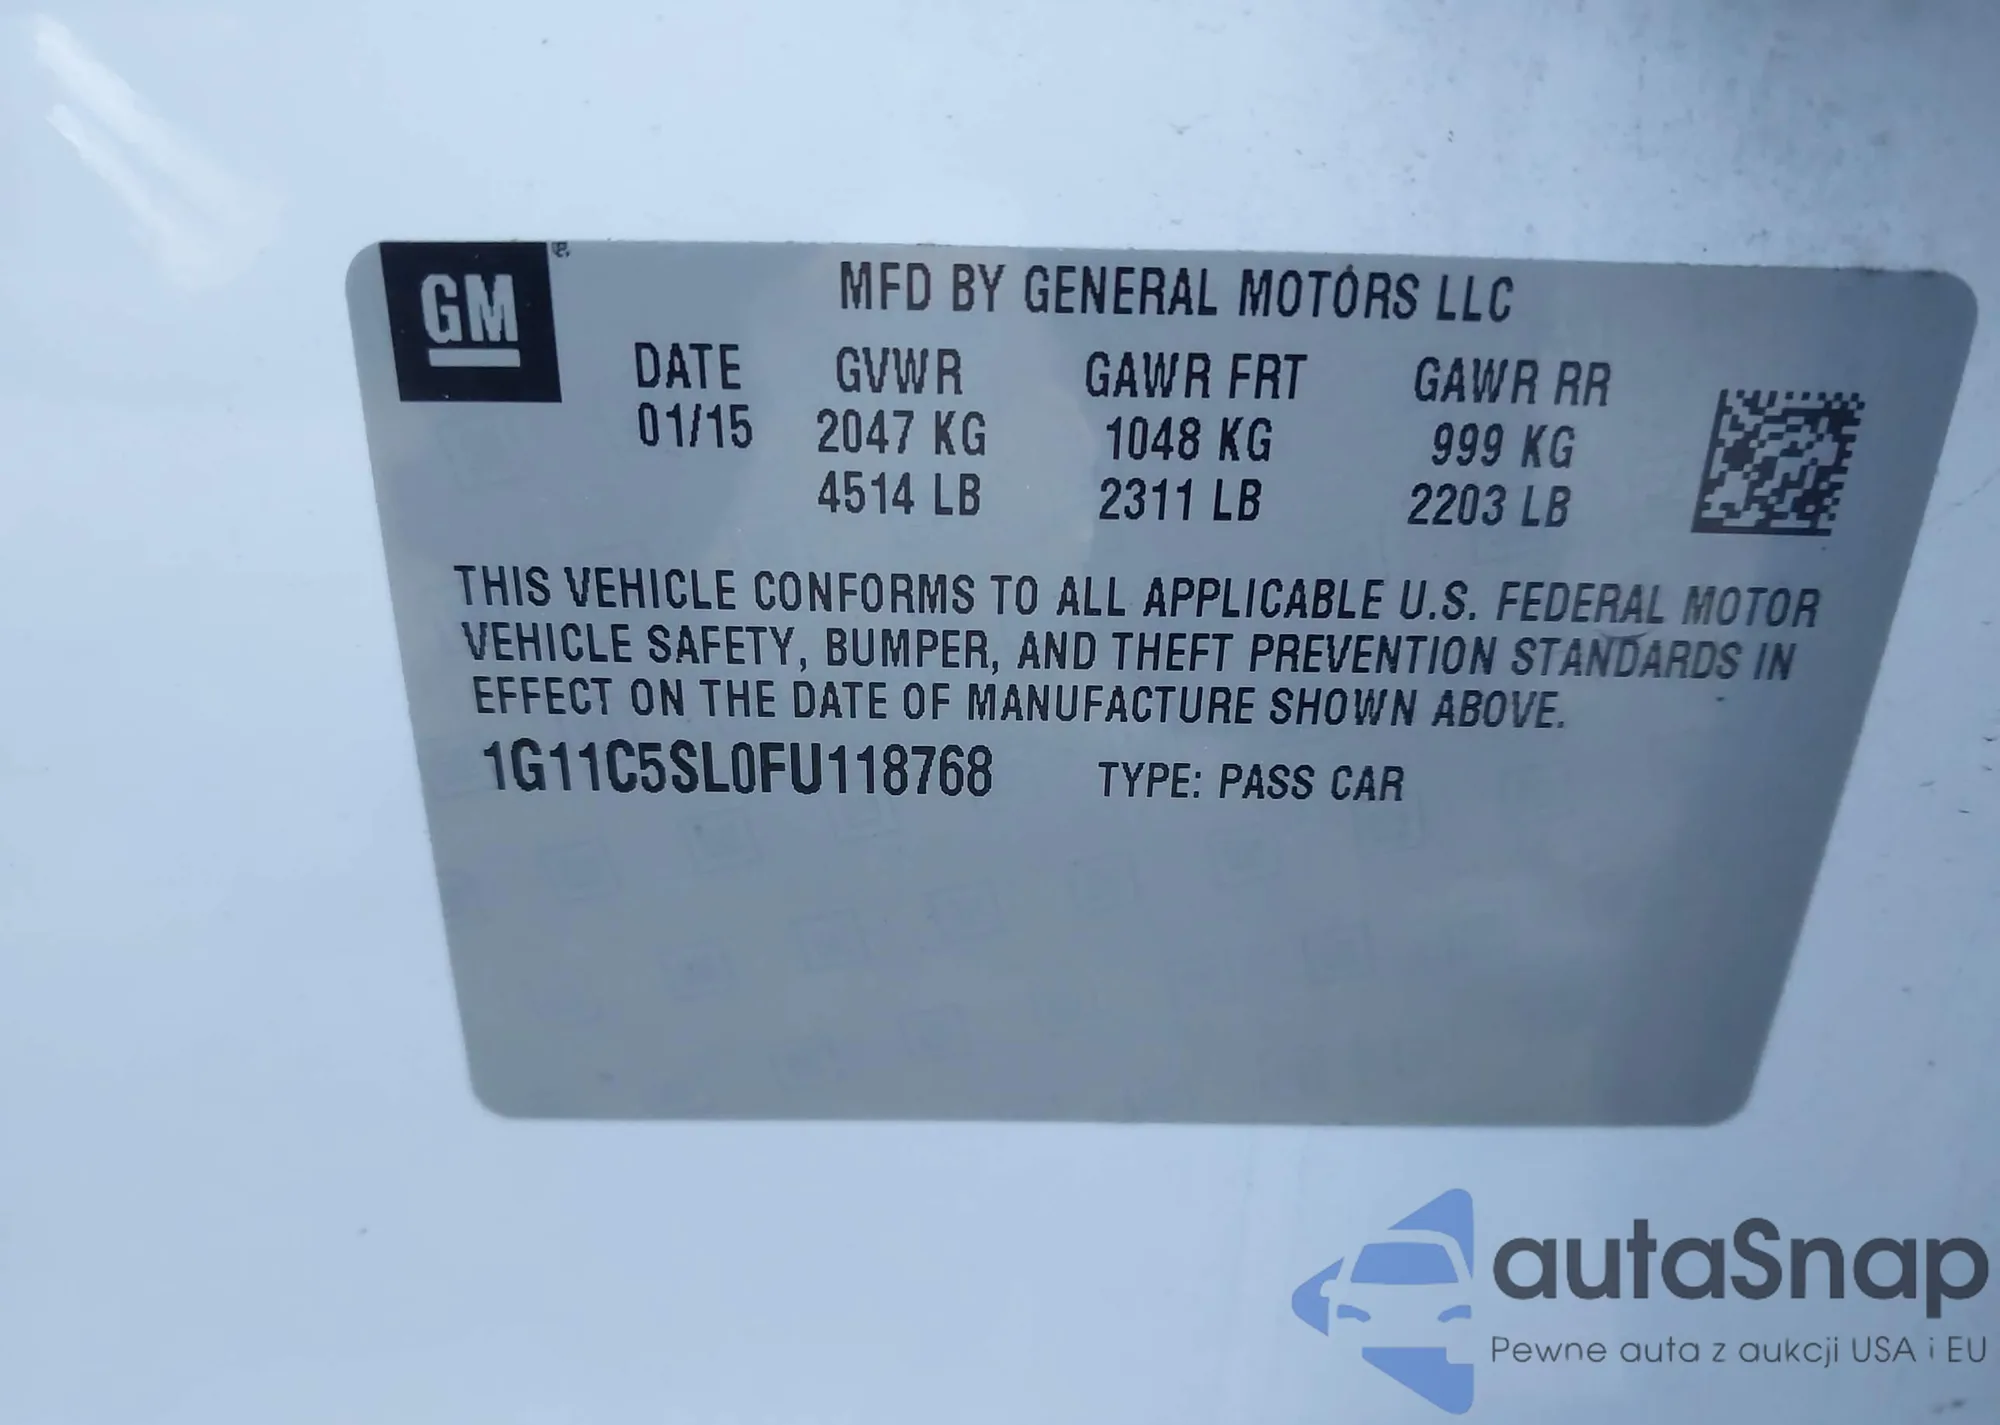 GM ®
MFD BY GENERAL MOTORS LLC
DATE GVWR GAWR FRT GAWR RR
01/15 2047 KG 1048 KG 999 KG
4514 LB 2311 LB 2203 LB
THIS VEHICLE CONFORMS TO ALL APPLICABLE U.S. FEDERAL MOTOR
VEHICLE SAFETY, BUMPER, AND THEFT PREVENTION STANDARDS IN
EFFECT ON THE DATE OF MANUFACTURE SHOWN ABOVE.
1G11C5SL0FU118768 TYPE: PASS CAR
autaSnap
Pewne auta z aukcji USA i EU